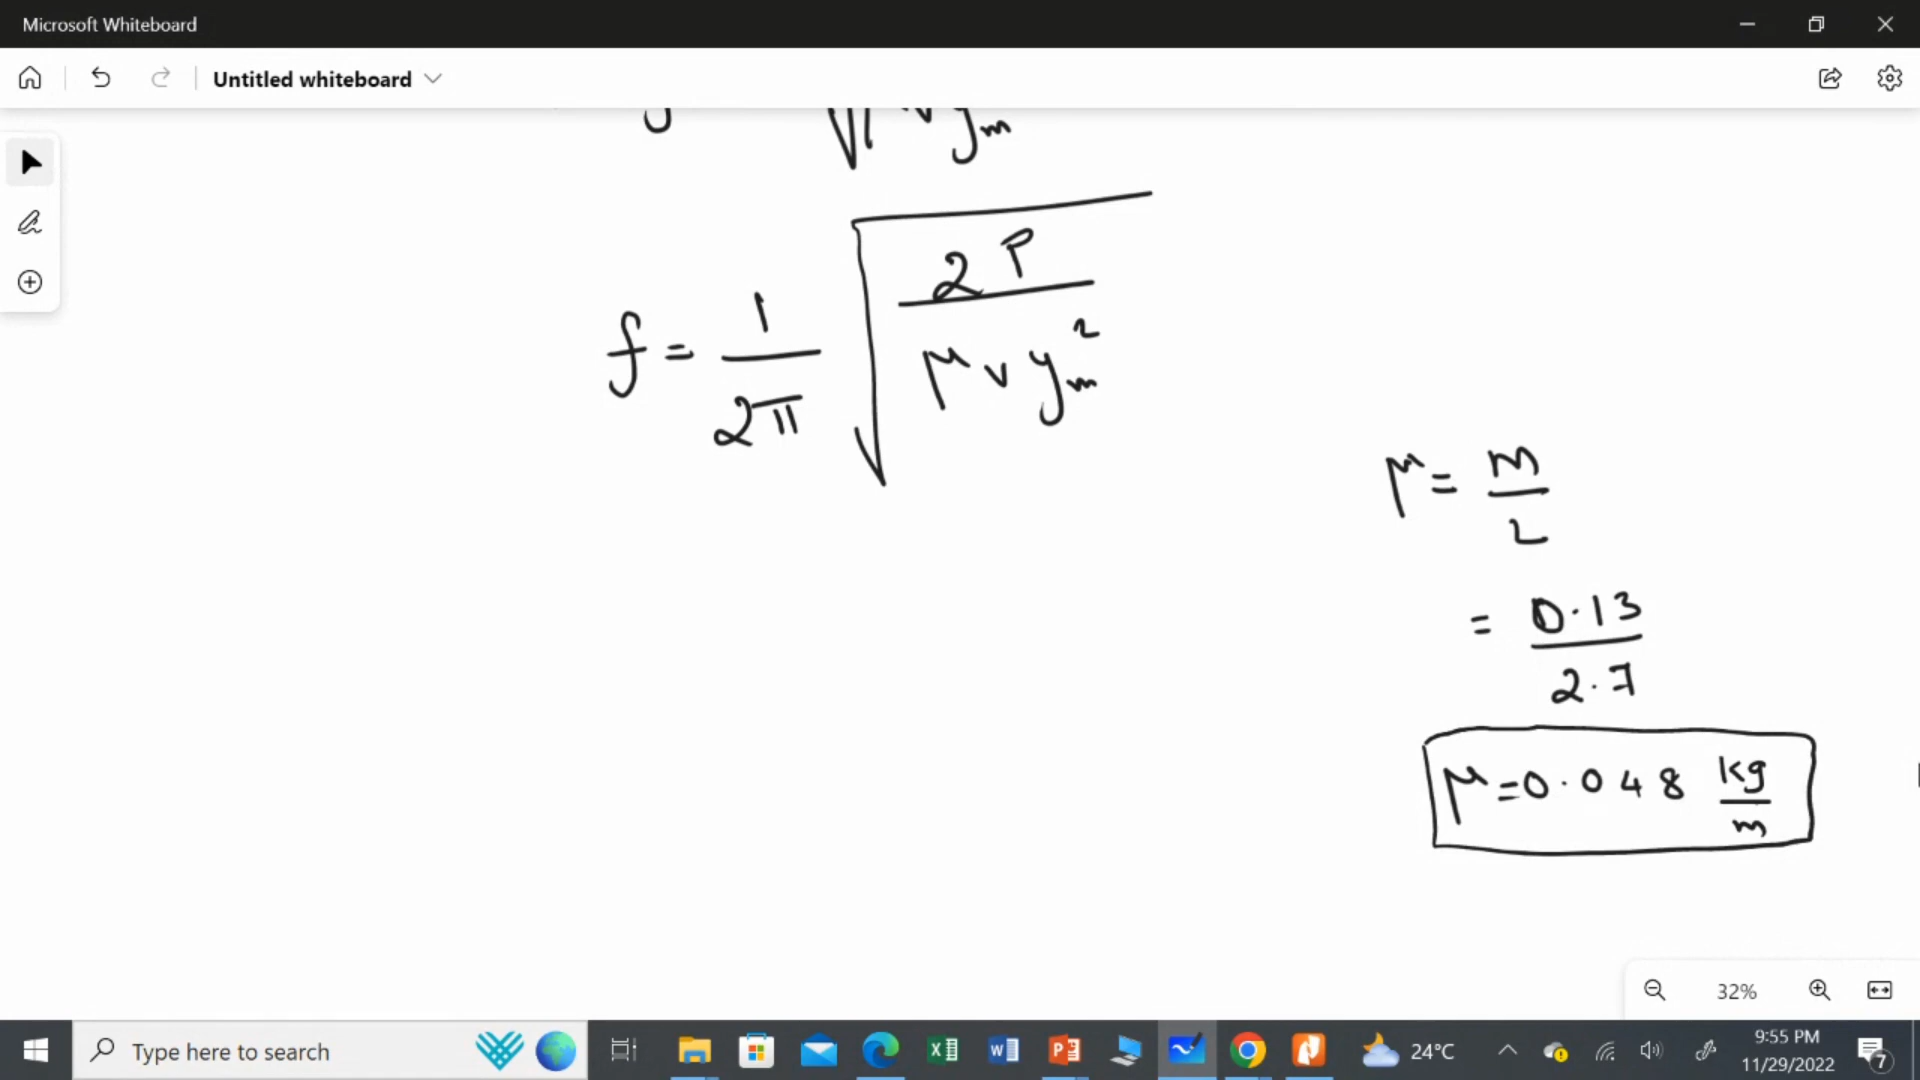 Microsoft Whiteboard
Untitled whiteboard
y m
f = 1/2π √(2P/μ v y_m²)
μ = m/L
= 0.13/2.7
μ = 0.048 kg/m
32%
Type here to search
24°C
9:55 PM
11/29/2022
7